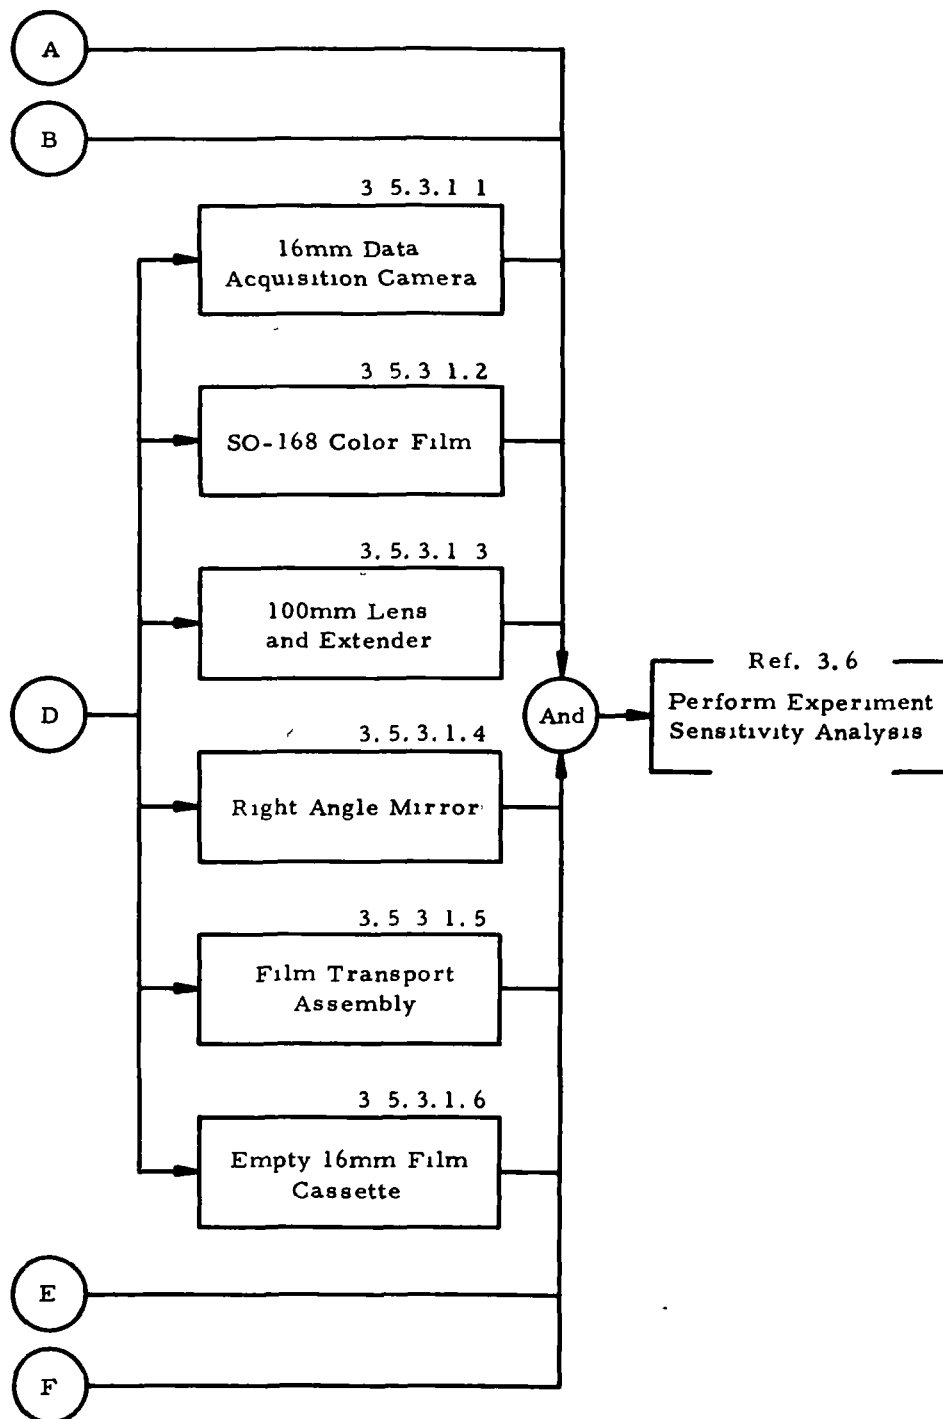 A
B
3 5.3.1 1
16mm Data
Acquisition Camera
3 5.3 1.2
SO-168 Color Film
3.5.3.1 3
100mm Lens
and Extender
D
And
Ref. 3.6
Perform Experiment
Sensitivity Analysis
3.5.3.1.4
Right Angle Mirror
3.5 3 1.5
Film Transport
Assembly
3 5.3.1.6
Empty 16mm Film
Cassette
E
F